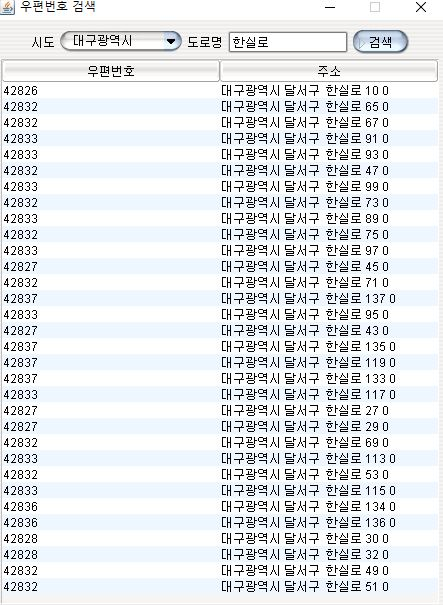 우편번호 검색
시도 대구광역시 도로명 한실로 검색
우편번호 주소
42826 대구광역시 달서구 한실로 10 0
42832 대구광역시 달서구 한실로 65 0
42832 대구광역시 달서구 한실로 67 0
42833 대구광역시 달서구 한실로 91 0
42833 대구광역시 달서구 한실로 93 0
42832 대구광역시 달서구 한실로 47 0
42833 대구광역시 달서구 한실로 99 0
42832 대구광역시 달서구 한실로 73 0
42833 대구광역시 달서구 한실로 89 0
42832 대구광역시 달서구 한실로 75 0
42833 대구광역시 달서구 한실로 97 0
42827 대구광역시 달서구 한실로 45 0
42832 대구광역시 달서구 한실로 71 0
42837 대구광역시 달서구 한실로 137 0
42833 대구광역시 달서구 한실로 95 0
42827 대구광역시 달서구 한실로 43 0
42837 대구광역시 달서구 한실로 135 0
42837 대구광역시 달서구 한실로 119 0
42837 대구광역시 달서구 한실로 133 0
42833 대구광역시 달서구 한실로 117 0
42827 대구광역시 달서구 한실로 27 0
42827 대구광역시 달서구 한실로 29 0
42832 대구광역시 달서구 한실로 69 0
42833 대구광역시 달서구 한실로 113 0
42832 대구광역시 달서구 한실로 53 0
42833 대구광역시 달서구 한실로 115 0
42836 대구광역시 달서구 한실로 134 0
42836 대구광역시 달서구 한실로 136 0
42828 대구광역시 달서구 한실로 30 0
42828 대구광역시 달서구 한실로 32 0
42832 대구광역시 달서구 한실로 49 0
42832 대구광역시 달서구 한실로 51 0